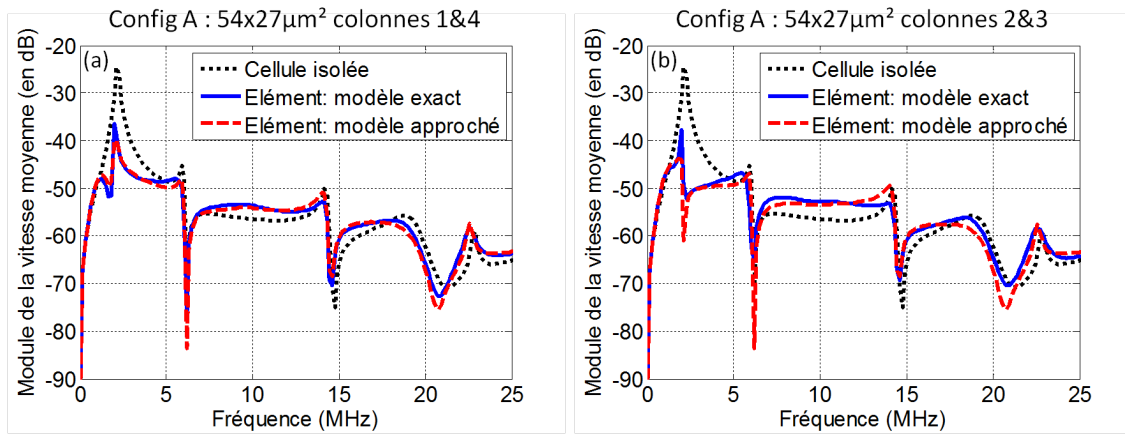 Config A : 54x27µm² colonnes 1&4
Module de la vitesse moyenne (en dB)
-20
-30
-40
-50
-60
-70
-80
-90
(a)
Cellule isolée
Elément: modèle exact
Elément: modèle approché
0 5 10 15 20 25
Fréquence (MHz)
Config A : 54x27µm² colonnes 2&3
Module de la vitesse moyenne (en dB)
-20
-30
-40
-50
-60
-70
-80
-90
(b)
Cellule isolée
Elément: modèle exact
Elément: modèle approché
0 5 10 15 20 25
Fréquence (MHz)